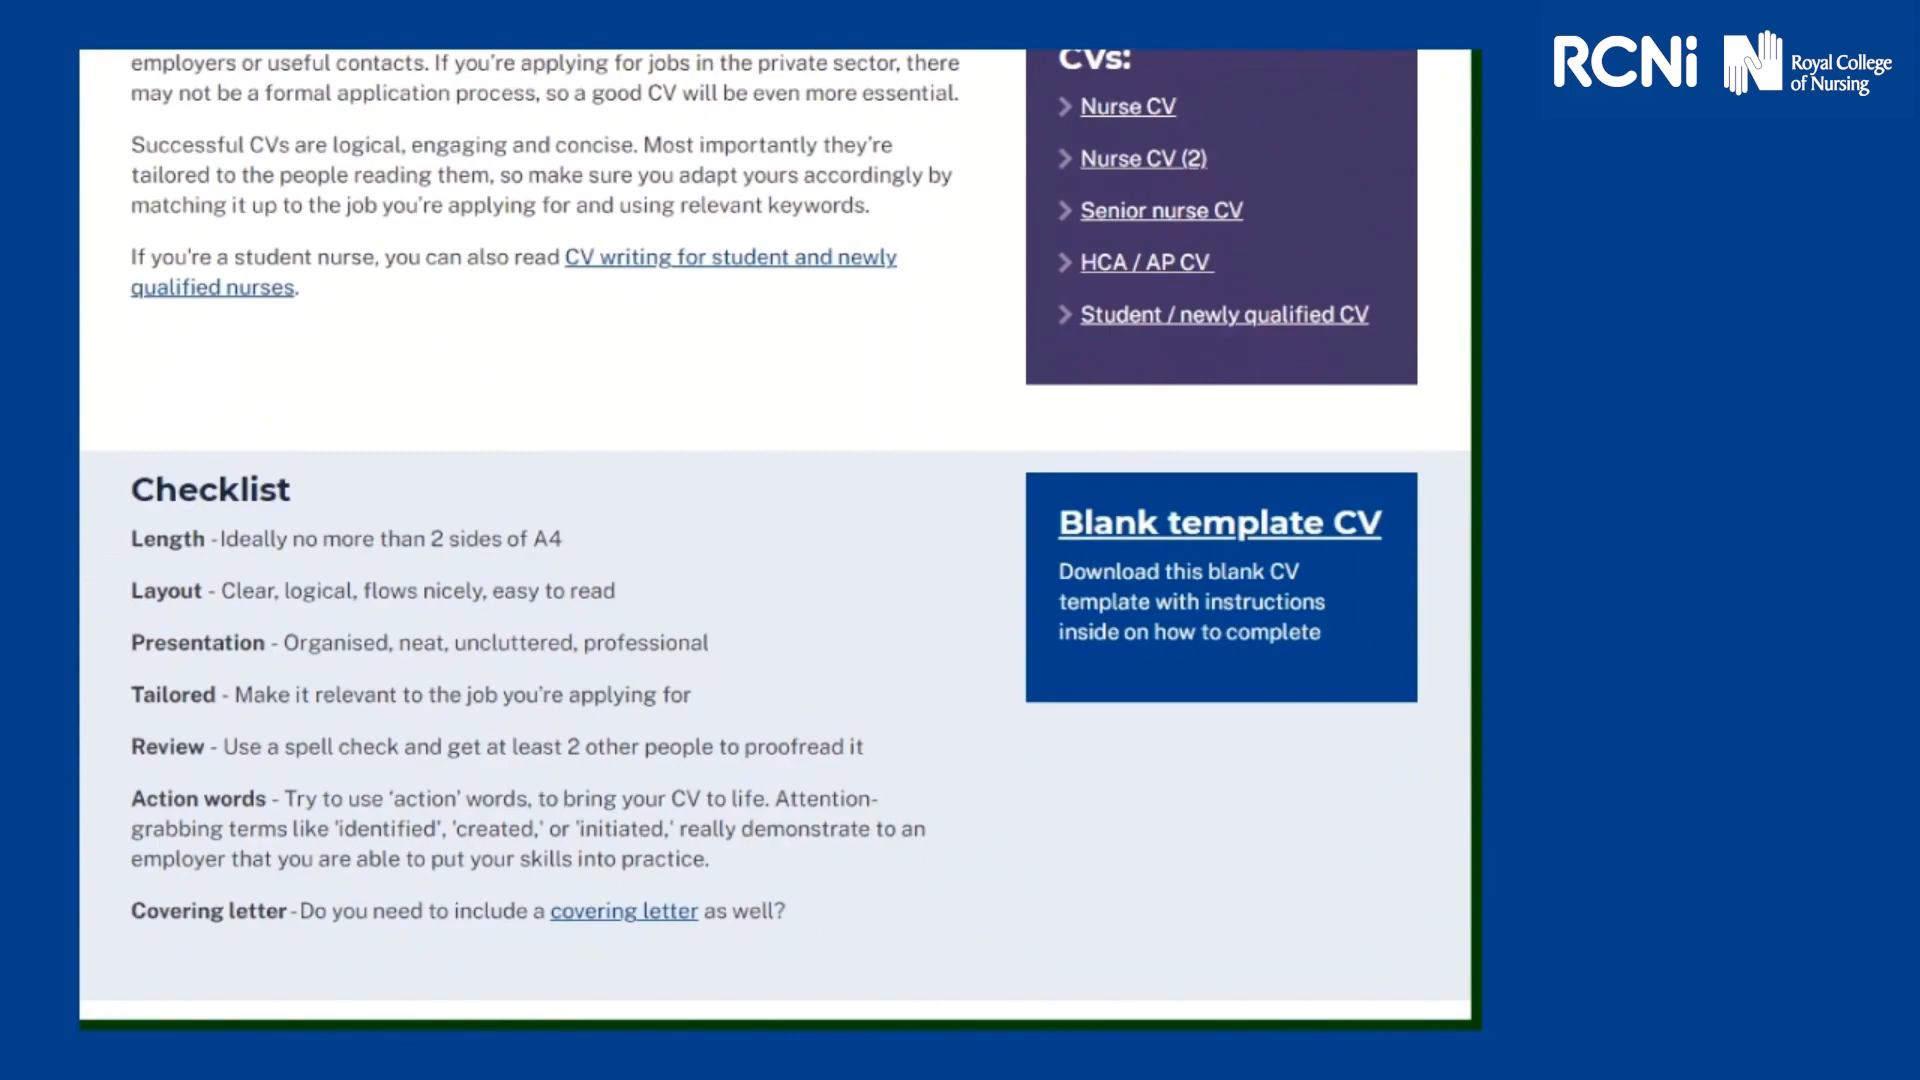 employers or useful contacts. If you're applying for jobs in the private sector, there
may not be a formal application process, so a good CV will be even more essential.
Successful CVs are logical, engaging and concise. Most importantly they're
tailored to the people reading them, so make sure you adapt yours accordingly by
matching it up to the job you're applying for and using relevant keywords.
If you're a student nurse, you can also read CV writing for student and newly
qualified nurses.
CVs:
Nurse CV
Nurse CV (2)
Senior nurse CV
HCA / AP CV
Student / newly qualified CV
RCNi
Royal College
of Nursing
Checklist
Length - Ideally no more than 2 sides of A4
Layout - Clear, logical, flows nicely, easy to read
Presentation - Organised, neat, uncluttered, professional
Tailored - Make it relevant to the job you're applying for
Review - Use a spell check and get at least 2 other people to proofread it
Action words - Try to use ‘action’ words, to bring your CV to life. Attention-
grabbing terms like 'identified', 'created,' or 'initiated,' really demonstrate to an
employer that you are able to put your skills into practice.
Covering letter - Do you need to include a covering letter as well?
Blank template CV
Download this blank CV
template with instructions
inside on how to complete